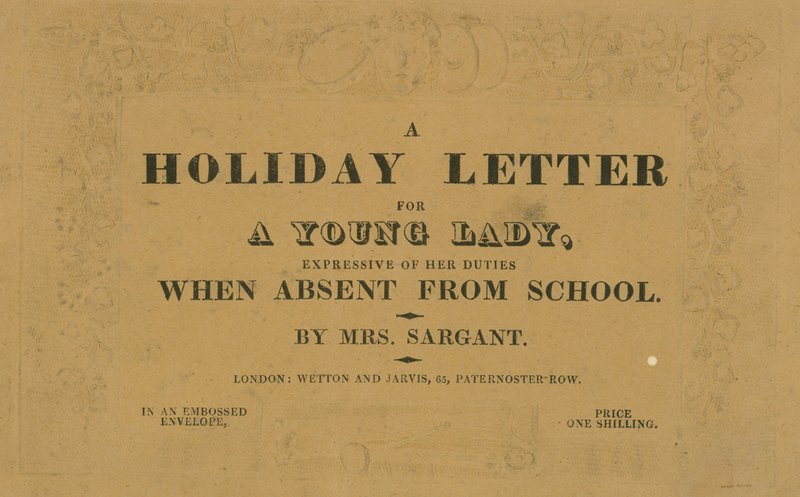 A
HOLIDAY LETTER
FOR
A YOUNG LADY,
EXPRESSIVE OF HER DUTIES
WHEN ABSENT FROM SCHOOL.
BY MRS. SARGANT.
LONDON: WETTON AND JARVIS, 65, PATERNOSTER-ROW.
IN AN EMBOSSED
ENVELOPE,
PRICE
ONE SHILLING.